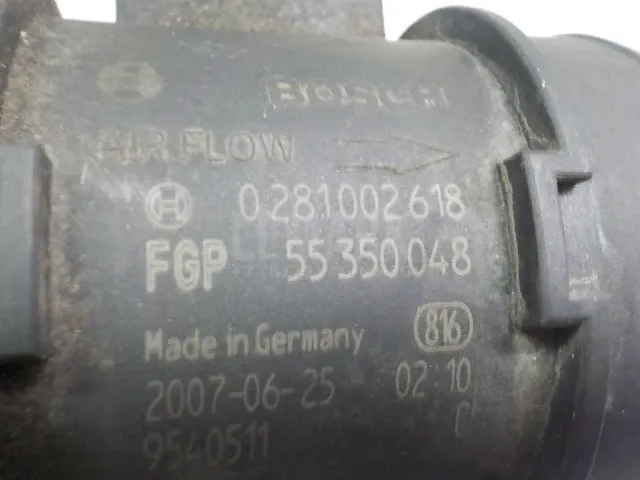 BOSCH
AIR FLOW
0 281 002 618
FGP 55 350 048
Made in Germany 816
2007-06-25 02:10
C
9540511